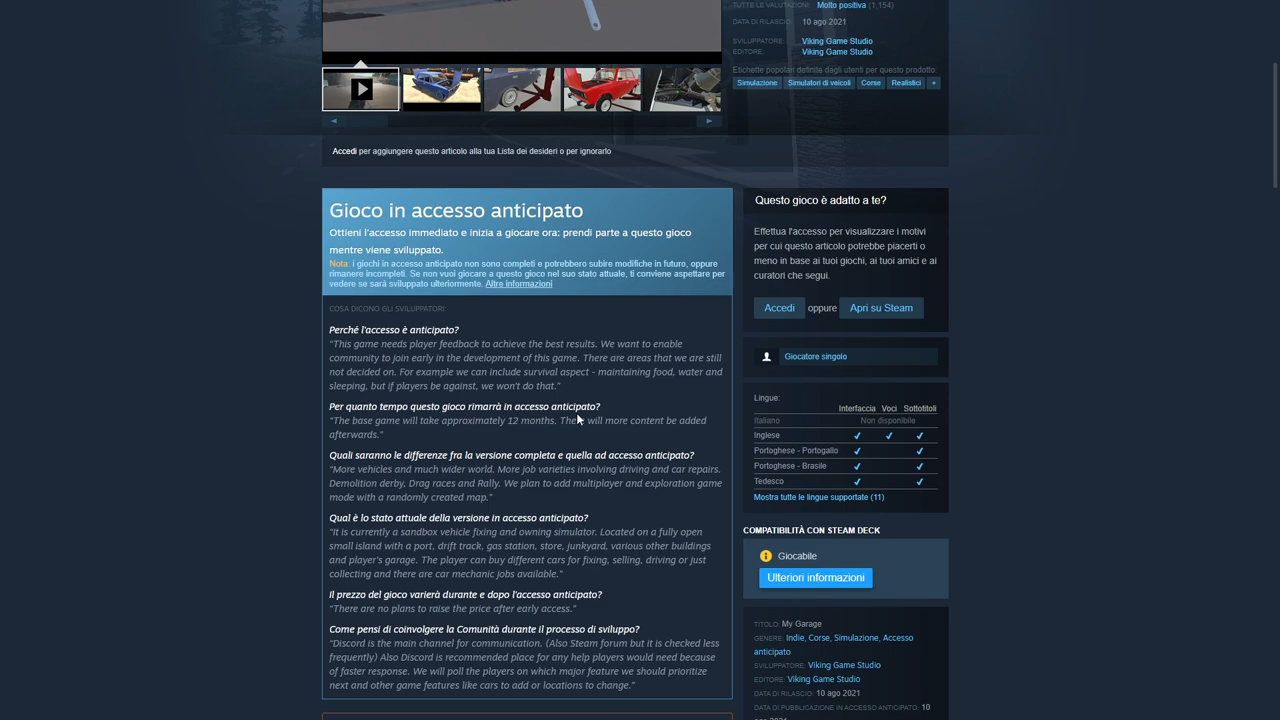 TUTTE LE VALUTAZIONI: Molto positiva (1,154)
DATA DI RILASCIO: 10 ago 2021
SVILUPPATORE: Viking Game Studio
EDITORE: Viking Game Studio
Etichette popolari definite dagli utenti per questo prodotto:
Simulazione Simulatori di veicoli Corse Realistici +
Accedi per aggiungere questo articolo alla tua Lista dei desideri o per ignorarlo
Gioco in accesso anticipato
Ottieni l'accesso immediato e inizia a giocare ora: prendi parte a questo gioco
mentre viene sviluppato.
Nota: i giochi in accesso anticipato non sono completi e potrebbero subire modifiche in futuro, oppure
rimanere incompleti. Se non vuoi giocare a questo gioco nel suo stato attuale, ti conviene aspettare per
vedere se sarà sviluppato ulteriormente. Altre informazioni
COSA DICONO GLI SVILUPPATORI:
Perché l'accesso è anticipato?
"This game needs player feedback to achieve the best results. We want to enable
community to join early in the development of this game. There are areas that we are still
not decided on. For example we can include survival aspect - maintaining food, water and
sleeping, but if players be against, we won't do that."
Per quanto tempo questo gioco rimarrà in accesso anticipato?
"The base game will take approximately 12 months. There will more content be added
afterwards."
Quali saranno le differenze fra la versione completa e quella ad accesso anticipato?
"More vehicles and much wider world. More job varieties involving driving and car repairs.
Demolition derby, Drag races and Rally. We plan to add multiplayer and exploration game
mode with a randomly created map."
Qual è lo stato attuale della versione in accesso anticipato?
"It is currently a sandbox vehicle fixing and owning simulator. Located on a fully open
small island with a port, drift track, gas station, store, junkyard, various other buildings
and player's garage. The player can buy different cars for fixing, selling, driving or just
collecting and there are car mechanic jobs available."
Il prezzo del gioco varierà durante e dopo l'accesso anticipato?
"There are no plans to raise the price after early access."
Come pensi di coinvolgere la Comunità durante il processo di sviluppo?
"Discord is the main channel for communication. (Also Steam forum but it is checked less
frequently) Also Discord is recommended place for any help players would need because
of faster response. We will poll the players on which major feature we should prioritize
next and other game features like cars to add or locations to change."
Questo gioco è adatto a te?
Effettua l'accesso per visualizzare i motivi
per cui questo articolo potrebbe piacerti o
meno in base ai tuoi giochi, ai tuoi amici e ai
curatori che segui.
Accedi oppure Apri su Steam
Giocatore singolo
Lingue:
Interfaccia Voci Sottotitoli
Italiano Non disponibile
Inglese ✔ ✔ ✔
Portoghese - Portogallo ✔ ✔
Portoghese - Brasile ✔ ✔
Tedesco ✔ ✔
Mostra tutte le lingue supportate (11)
COMPATIBILITÀ CON STEAM DECK
Giocabile
Ulteriori informazioni
TITOLO: My Garage
GENERE: Indie, Corse, Simulazione, Accesso
anticipato
SVILUPPATORE: Viking Game Studio
EDITORE: Viking Game Studio
DATA DI RILASCIO: 10 ago 2021
DATA DI PUBBLICAZIONE IN ACCESSO ANTICIPATO: 10
ago 2021